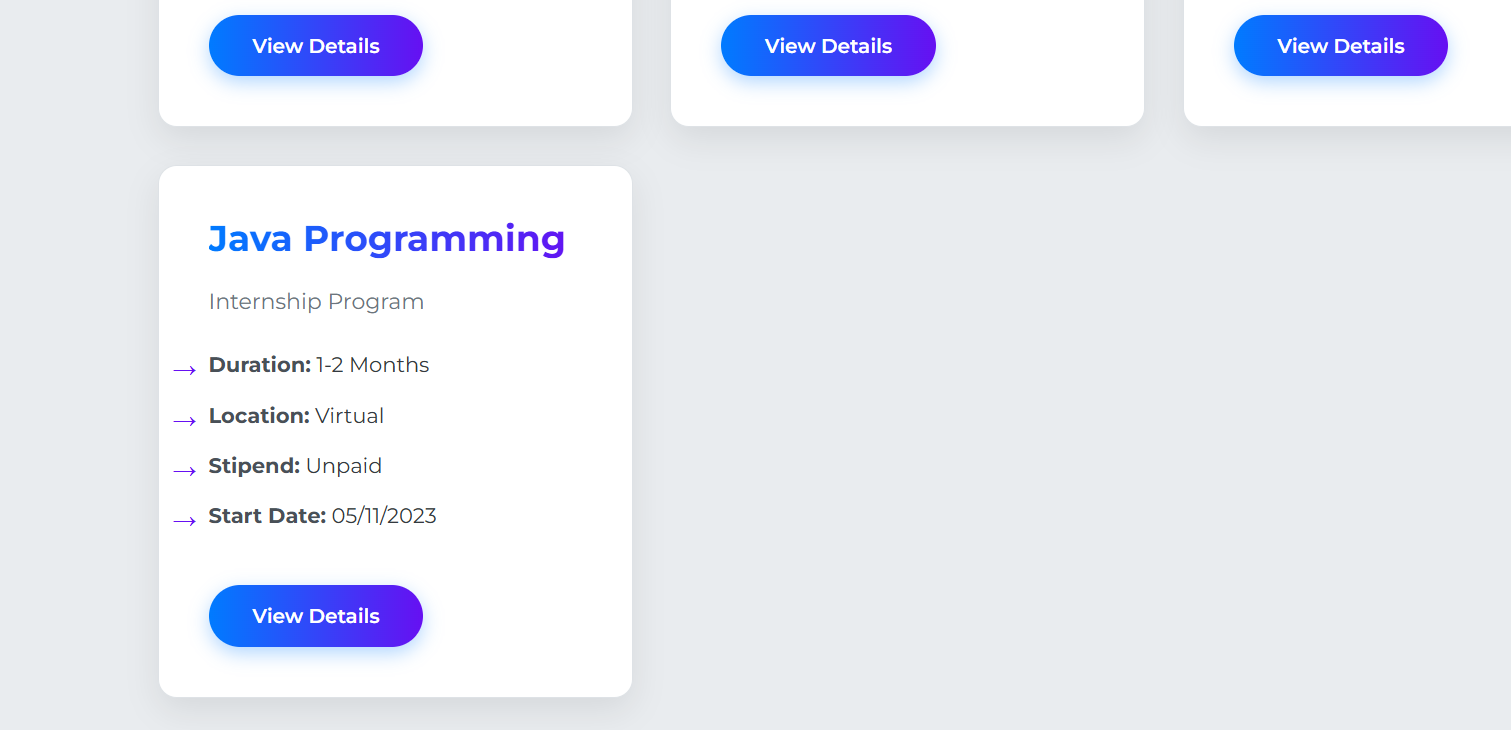 View Details
View Details
View Details
Java Programming
Internship Program
→ Duration: 1-2 Months
→ Location: Virtual
→ Stipend: Unpaid
→ Start Date: 05/11/2023
View Details